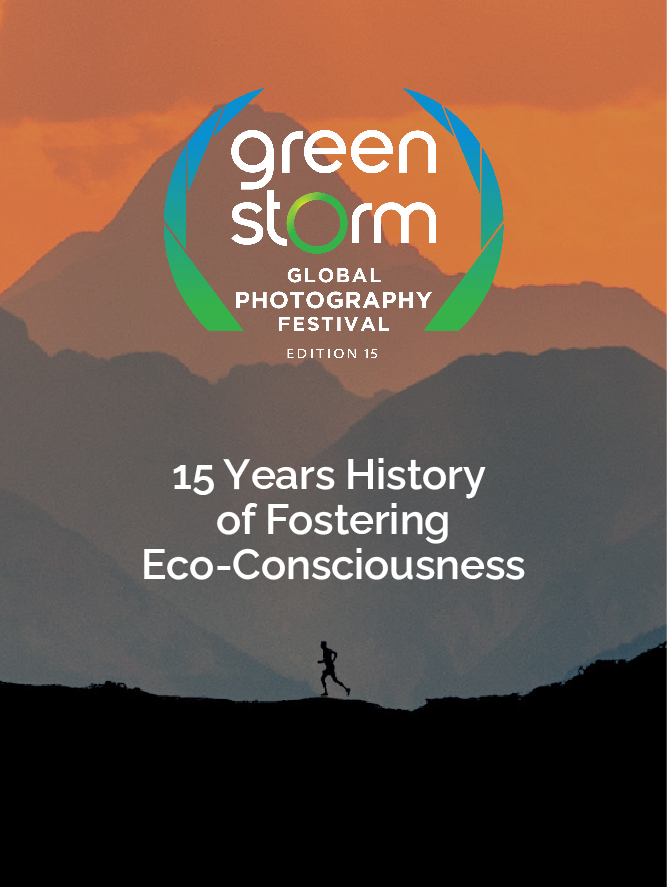 green
storm
GLOBAL
PHOTOGRAPHY
FESTIVAL
EDITION 15
15 Years History
of Fostering
Eco-Consciousness